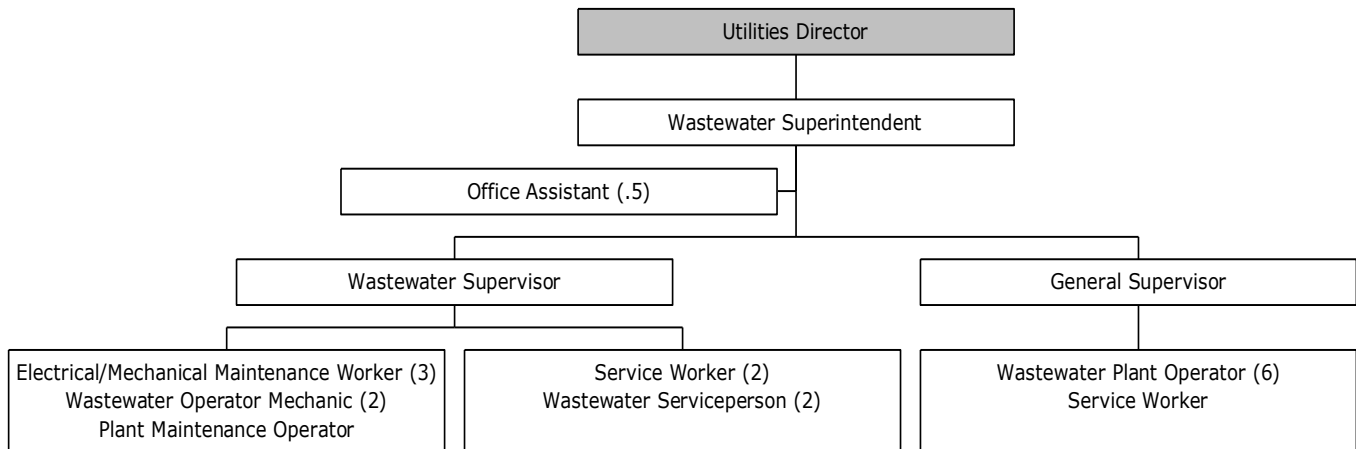 Utilities Director
Wastewater Superintendent
Office Assistant (.5)
Wastewater Supervisor
General Supervisor
Electrical/Mechanical Maintenance Worker (3)
Wastewater Operator Mechanic (2)
Plant Maintenance Operator
Service Worker (2)
Wastewater Serviceperson (2)
Wastewater Plant Operator (6)
Service Worker